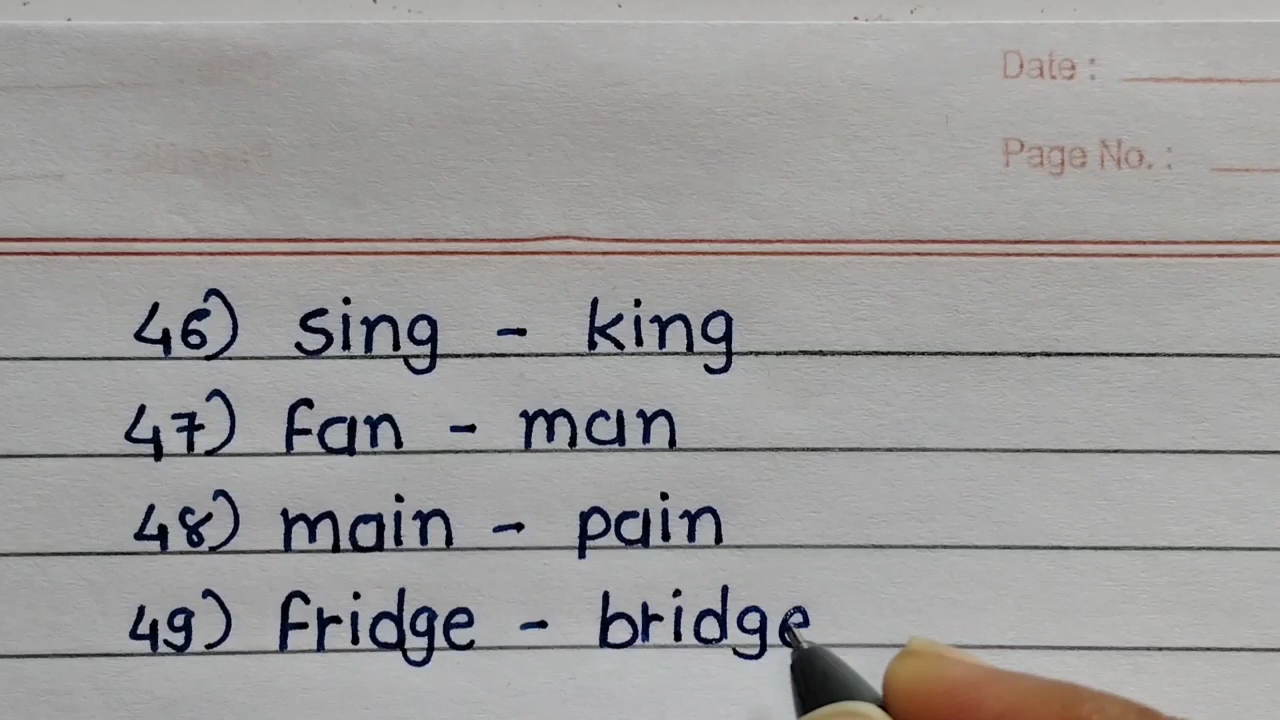 Date :
Page No. :
46) sing - king
47) fan - man
48) main - pain
49) fridge - bridge